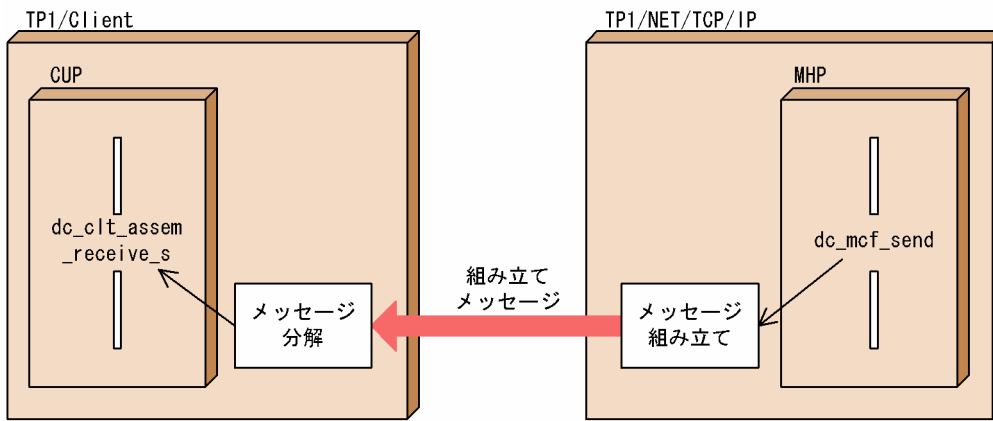 TP1/Client
TP1/NET/TCP/IP
CUP
MHP
dc_clt_assem
_receive_s
dc_mcf_send
組み立て
メッセージ
メッセージ
分解
メッセージ
組み立て